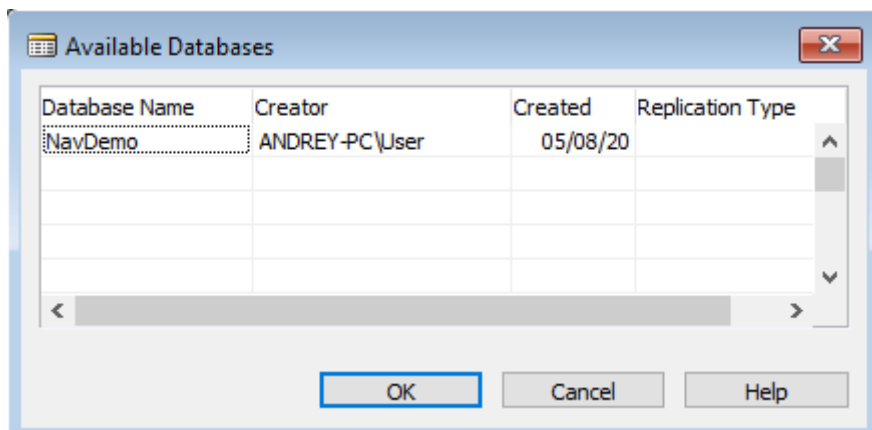 Available Databases
Database Name Creator Created Replication Type
NavDemo ANDREY-PC\User 05/08/20
OK Cancel Help